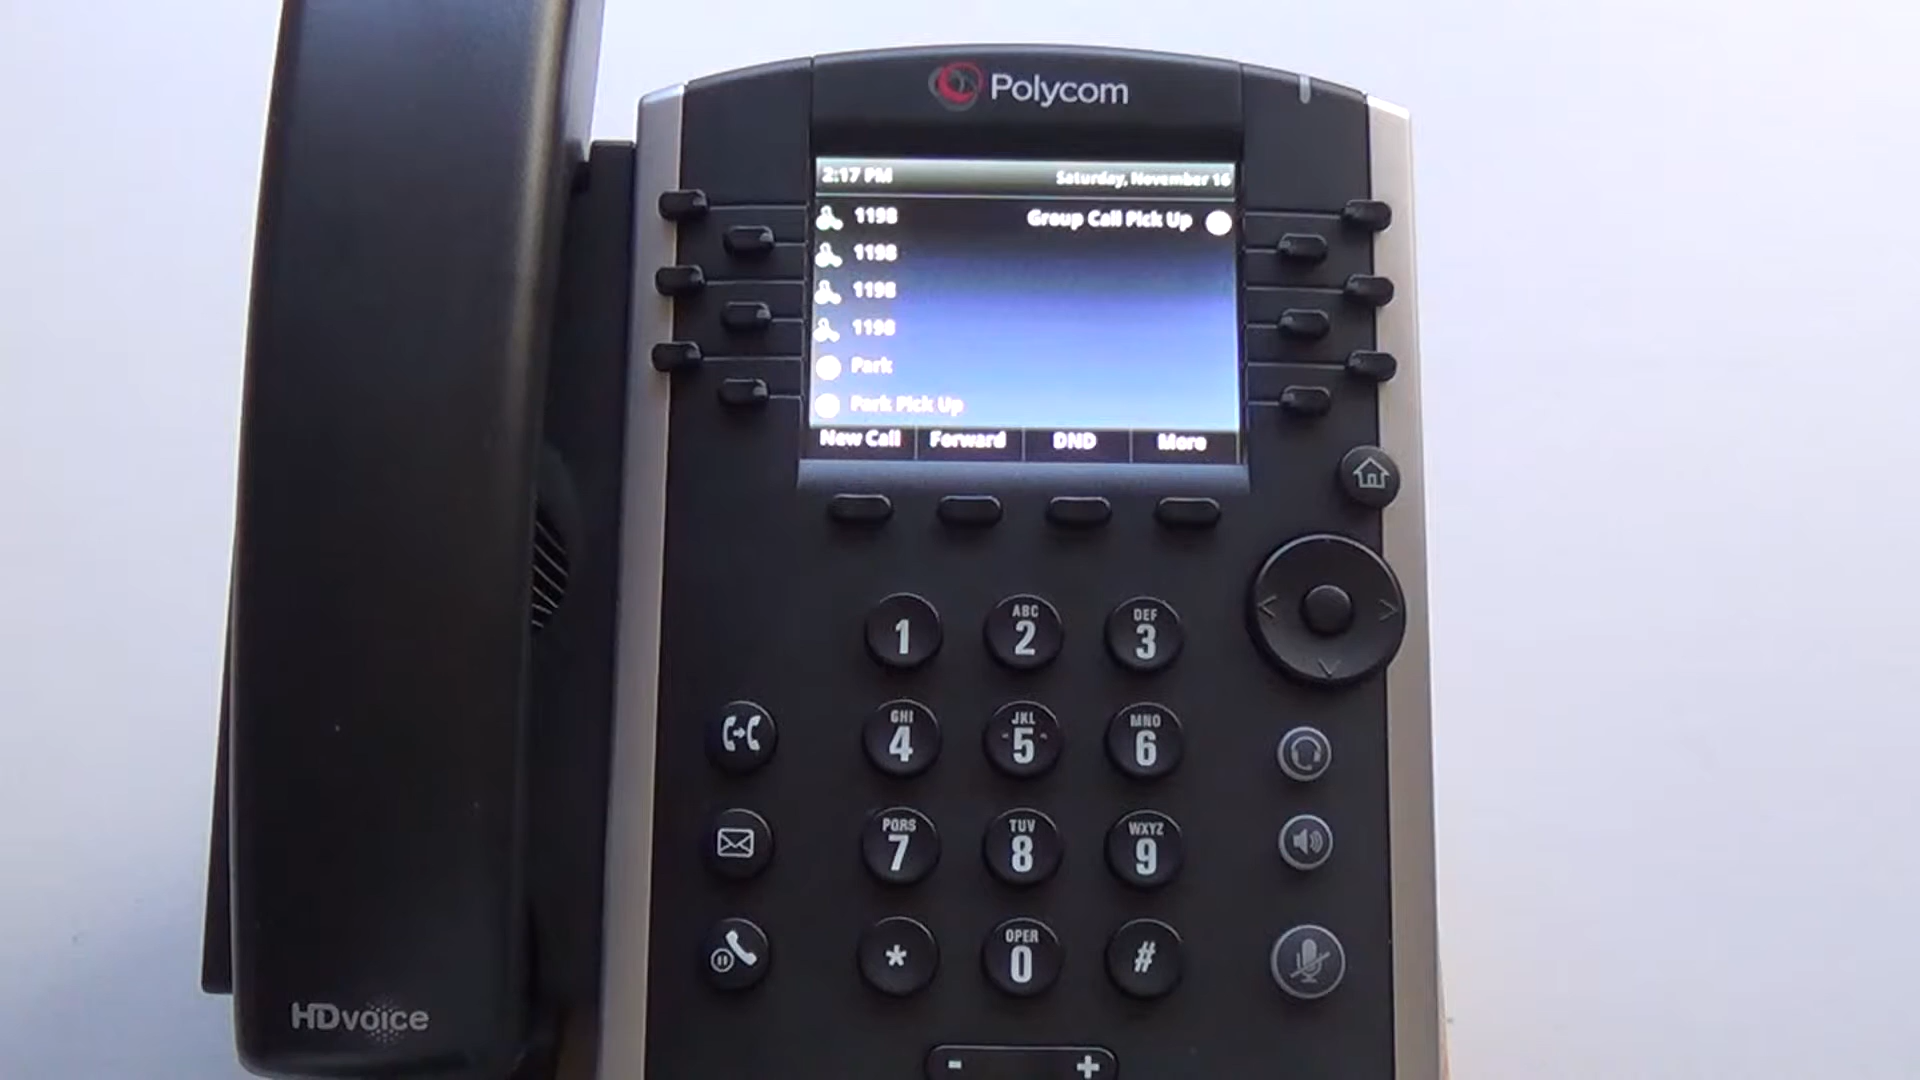 Polycom
2:17 PM Saturday, November 16
1198 Group Call Pick Up
1198
1198
1198
Park
Park Pick Up
New Call Forward DND More
1 ABC 2 DEF 3
GHI 4 JKL 5 MNO 6
PQRS 7 TUV 8 WXYZ 9
* OPER 0 #
HDvoice
- +